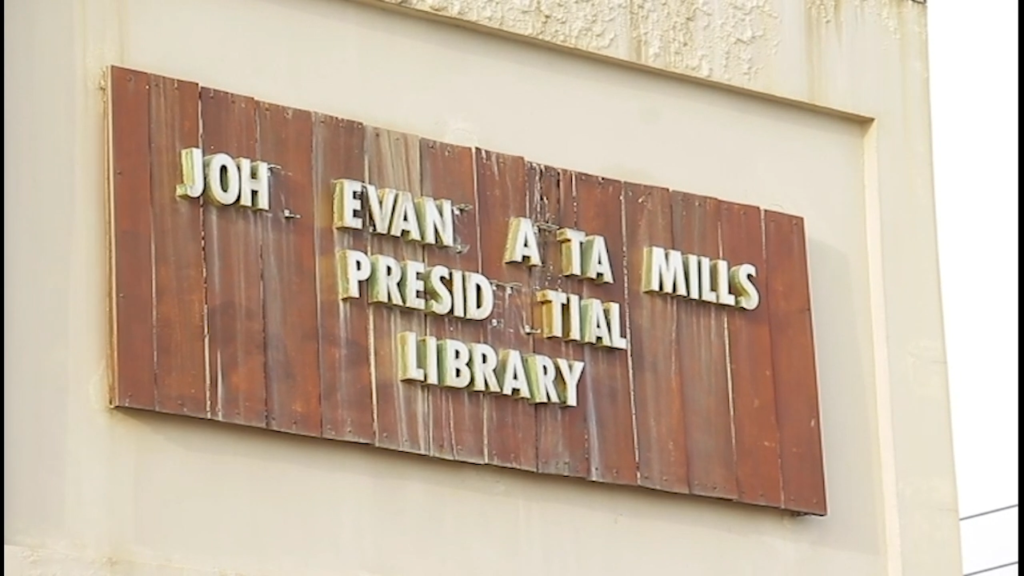 JOH EVAN A TA MILLS
PRESID TIAL
LIBRARY